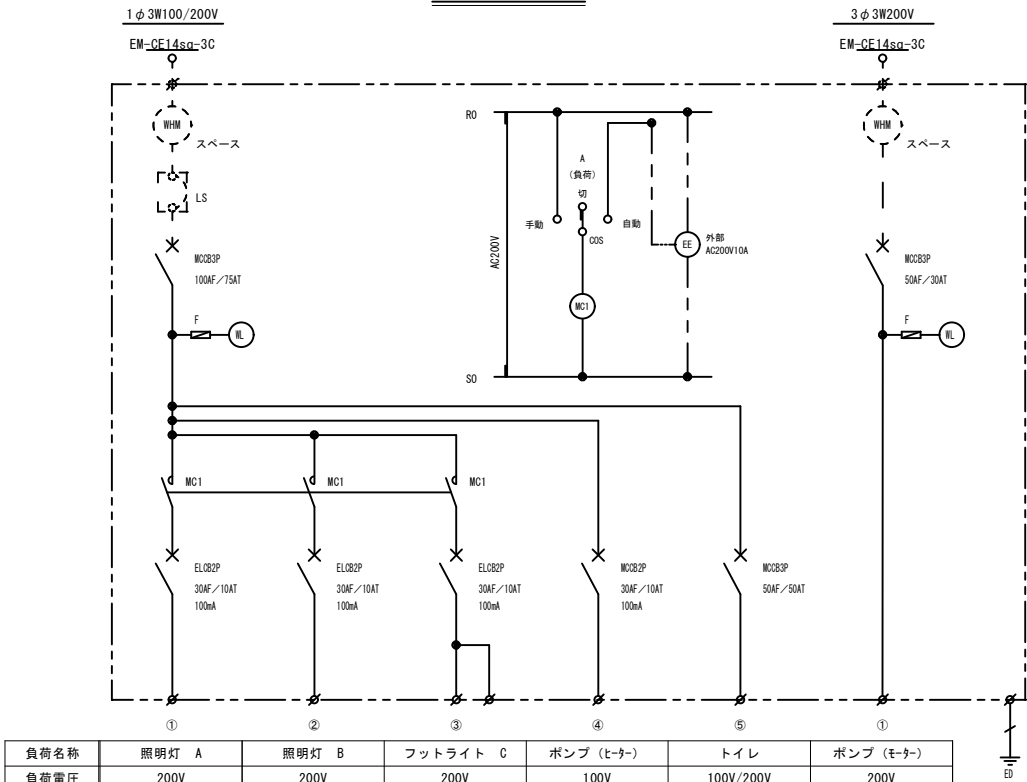 1φ3W100/200V
3φ3W200V
EM-CE14sq-3C
EM-CE14sq-3C
WHM
スペース
LS
MCCB3P
100AF/75AT
F
WL
R0
A
(負荷)
切
手動
自動
COS
AC200V
MC1
EE
外部
AC200V10A
S0
WHM
スペース
MCCB3P
50AF/30AT
F
WL
MC1
MC1
MC1
ELCB2P
30AF/10AT
100mA
ELCB2P
30AF/10AT
100mA
ELCB2P
30AF/10AT
100mA
MCCB2P
30AF/10AT
100mA
MCCB3P
50AF/50AT
① ② ③ ④ ⑤ ①
負荷名称 照明灯 A 照明灯 B フットライト C ポンプ(ヒーター) トイレ ポンプ(モーター)
負荷電圧 200V 200V 200V 100V 100V/200V 200V
ED